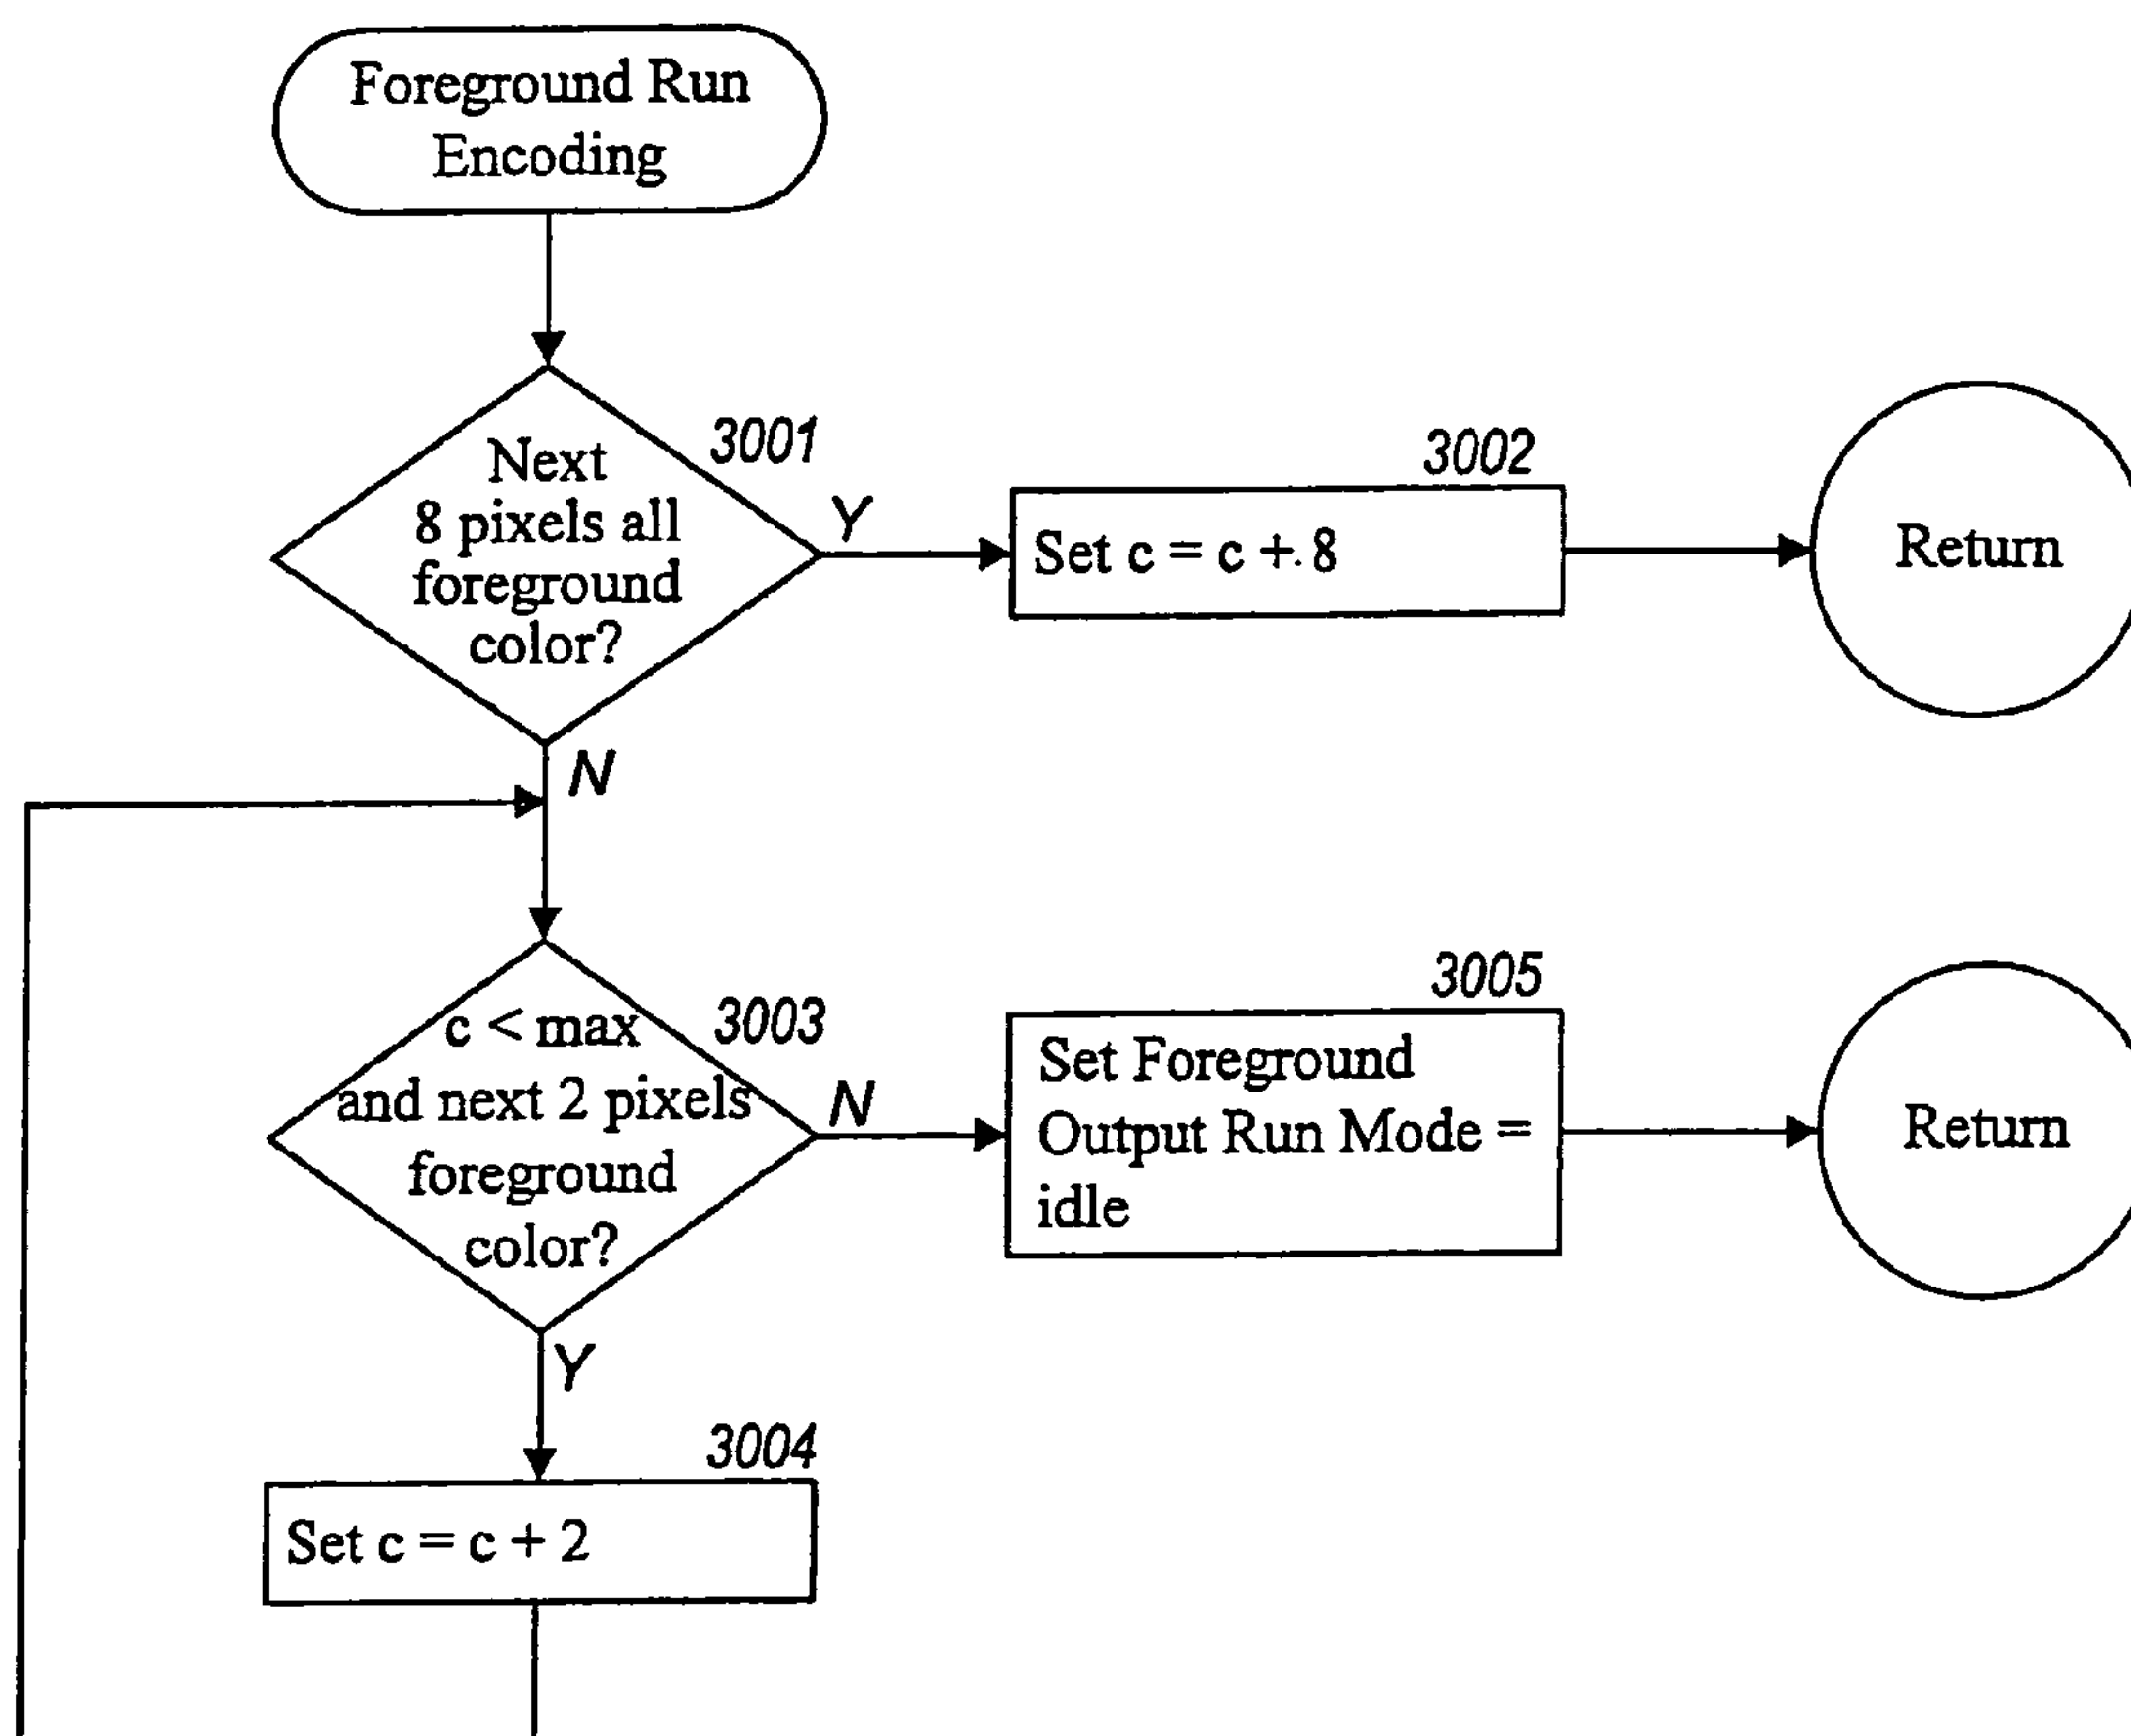 Foreground Run
Encoding
3001
Next
8 pixels all
foreground
color?
Y
3002
Set c = c + 8
Return
N
3003
c < max
and next 2 pixels
foreground
color?
N
3005
Set Foreground
Output Run Mode =
idle
Return
Y
3004
Set c = c + 2